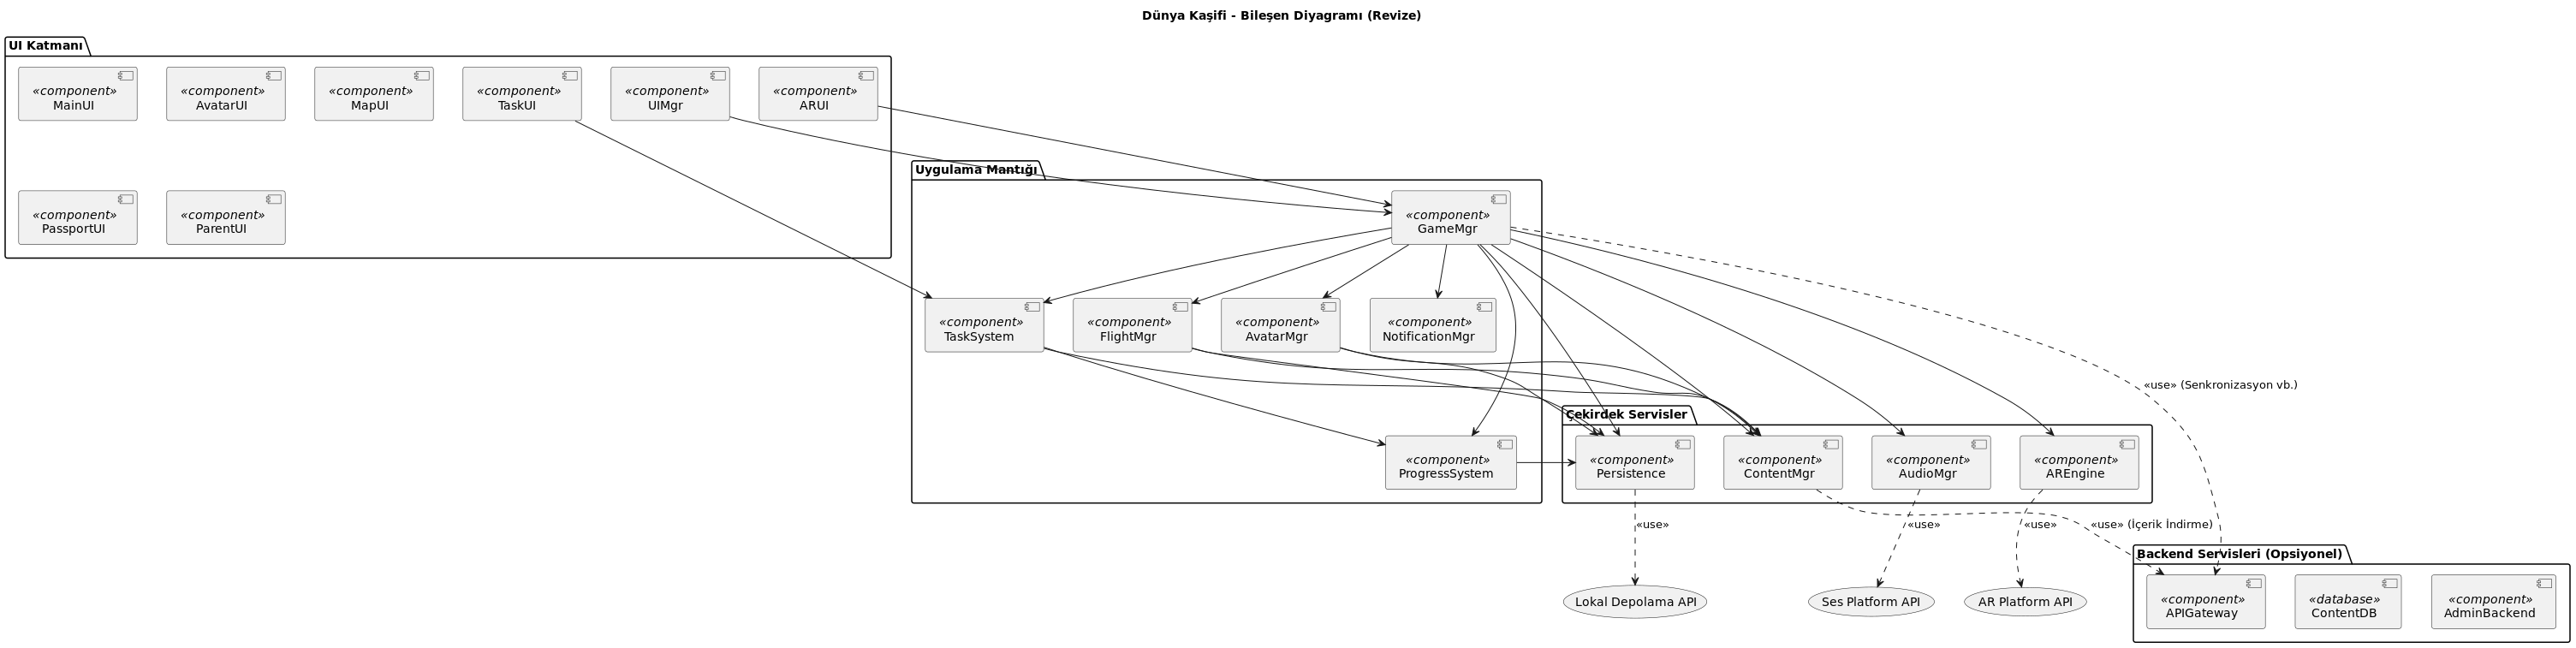 Dünya Kaşifi - Bileşen Diyagramı (Revize)
UI Katmanı
«component»
MainUI
«component»
AvatarUI
«component»
MapUI
«component»
TaskUI
«component»
UIMgr
«component»
ARUI
«component»
PassportUI
«component»
ParentUI
Uygulama Mantığı
«component»
GameMgr
«component»
TaskSystem
«component»
FlightMgr
«component»
AvatarMgr
«component»
NotificationMgr
«component»
ProgressSystem
«use» (Senkronizasyon vb.)
Çekirdek Servisler
«component»
Persistence
«component»
ContentMgr
«component»
AudioMgr
«component»
AREngine
«use»
«use»
«use»
«use» (İçerik İndirme)
Lokal Depolama API
Ses Platform API
AR Platform API
Backend Servisleri (Opsiyonel)
«component»
APIGateway
«database»
ContentDB
«component»
AdminBackend